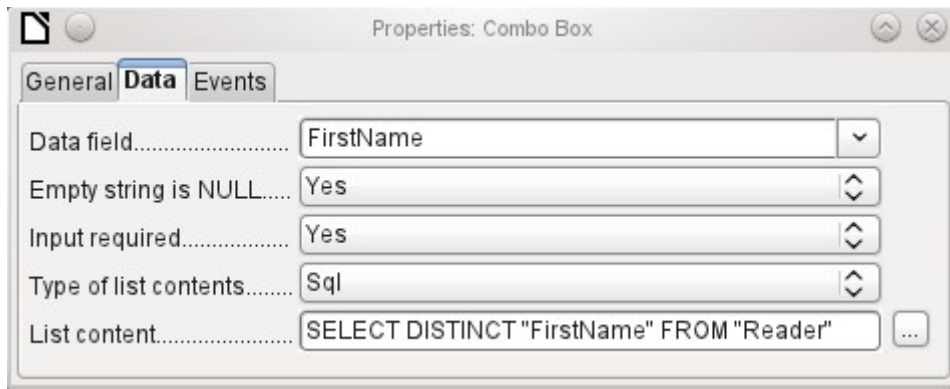 Properties: Combo Box
General Data Events
Data field.......................... FirstName
Empty string is NULL..... Yes
Input required.................. Yes
Type of list contents........ Sql
List content....................... SELECT DISTINCT "FirstName" FROM "Reader" ...